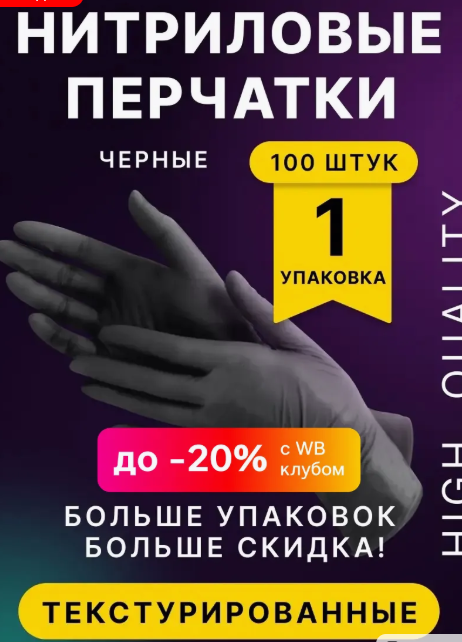 НИТРИЛОВЫЕ
ПЕРЧАТКИ
ЧЕРНЫЕ
100 ШТУК
1
УПАКОВКА
HIGH QUALITY
до -20%
с WB
клубом
БОЛЬШЕ УПАКОВОК
БОЛЬШЕ СКИДКА!
ТЕКСТУРИРОВАННЫЕ